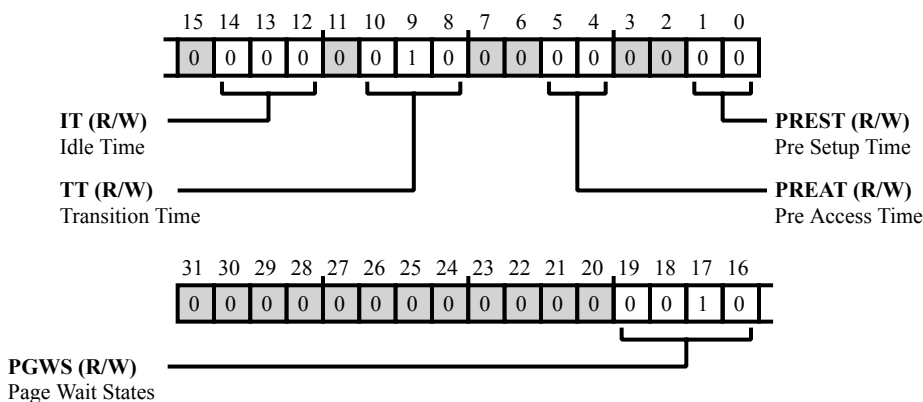 15 14 13 12 11 10 9 8 7 6 5 4 3 2 1 0
0 0 0 0 0 0 1 0 0 0 0 0 0 0 0 0
IT (R/W)
Idle Time
PREST (R/W)
Pre Setup Time
TT (R/W)
Transition Time
PREAT (R/W)
Pre Access Time
31 30 29 28 27 26 25 24 23 22 21 20 19 18 17 16
0 0 0 0 0 0 0 0 0 0 0 0 0 0 1 0
PGWS (R/W)
Page Wait States